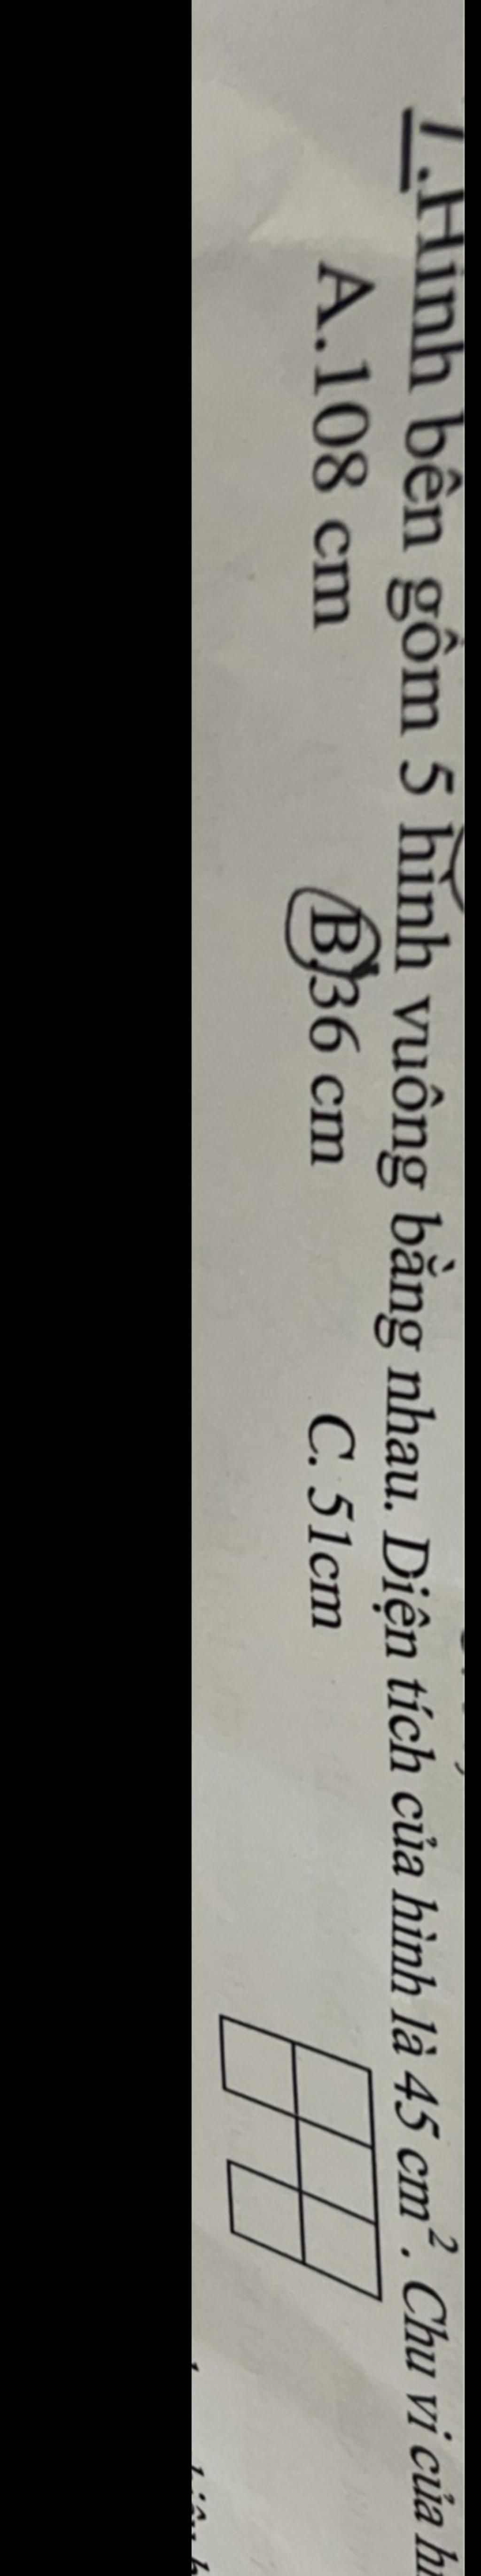 7.Hình bên gồm 5 hình vuông bằng nhau. Diện tích của hình là 45 cm². Chu vi của
A.108 cm B.36 cm C. 51cm